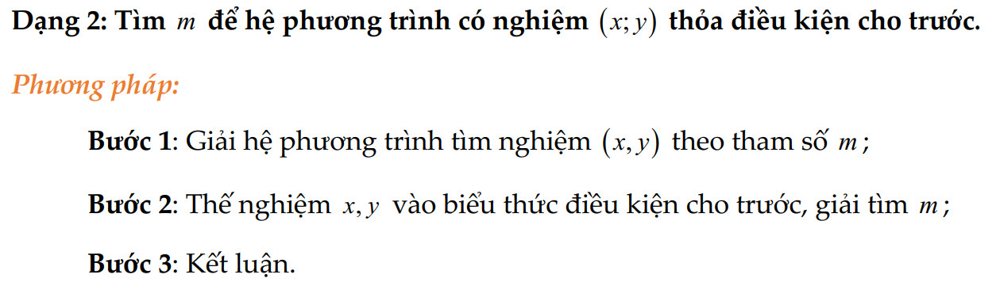 Dạng 2: Tìm m để hệ phương trình có nghiệm (x; y) thỏa điều kiện cho trước.
Phương pháp:
Bước 1: Giải hệ phương trình tìm nghiệm (x, y) theo tham số m ;
Bước 2: Thế nghiệm x, y vào biểu thức điều kiện cho trước, giải tìm m ;
Bước 3: Kết luận.